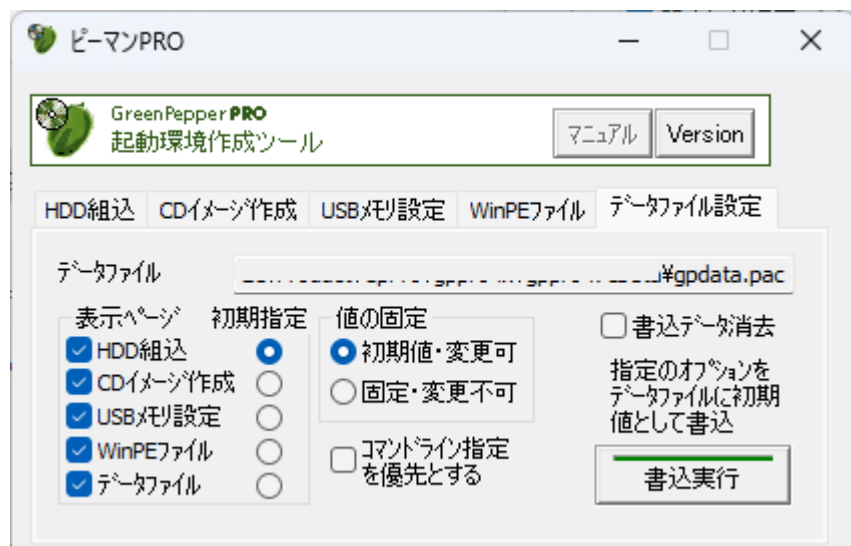 ピーマンPRO
GreenPepper PRO
起動環境作成ツール
マニュアル Version
HDD組込 CDイメージ作成 USBメモリ設定 WinPEファイル データファイル設定
データファイル ¥gpdata.pac
表示ページ 初期指定 値の固定
書込データ消去
HDD組込 初期値・変更可
CDイメージ作成 固定・変更不可
指定のオプションを
データファイルに初期
値として書込
USBメモリ設定
WinPEファイル コマンドライン指定
を優先とする
データファイル
書込実行